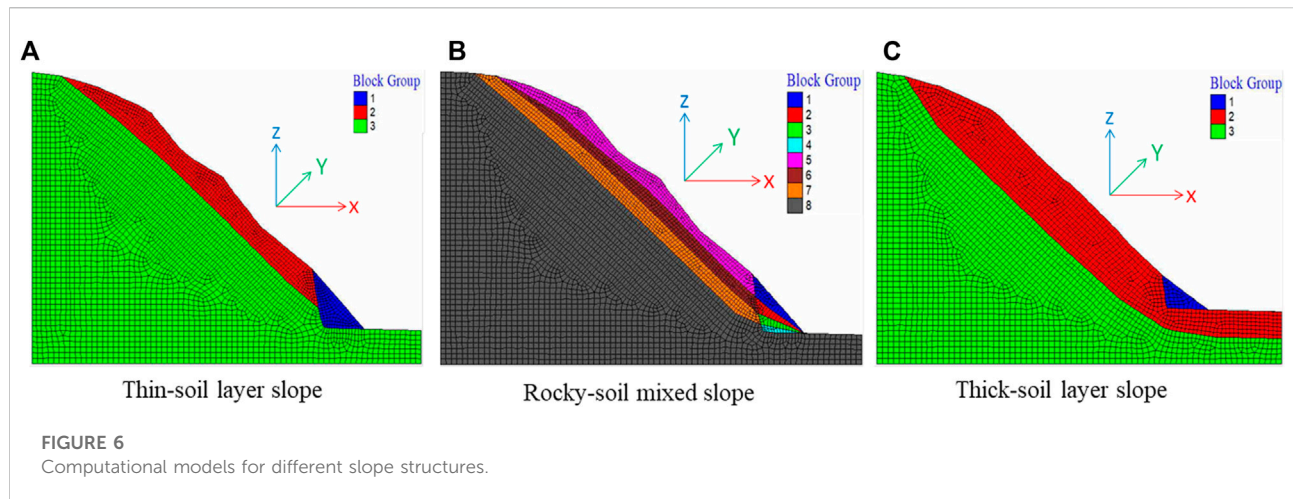 A
Block Group
1
2
3
Z
Y
X
Thin-soil layer slope
B
Block Group
1
2
3
4
5
6
7
8
Z
Y
X
Rocky-soil mixed slope
C
Block Group
1
2
3
Z
Y
X
Thick-soil layer slope
FIGURE 6
Computational models for different slope structures.